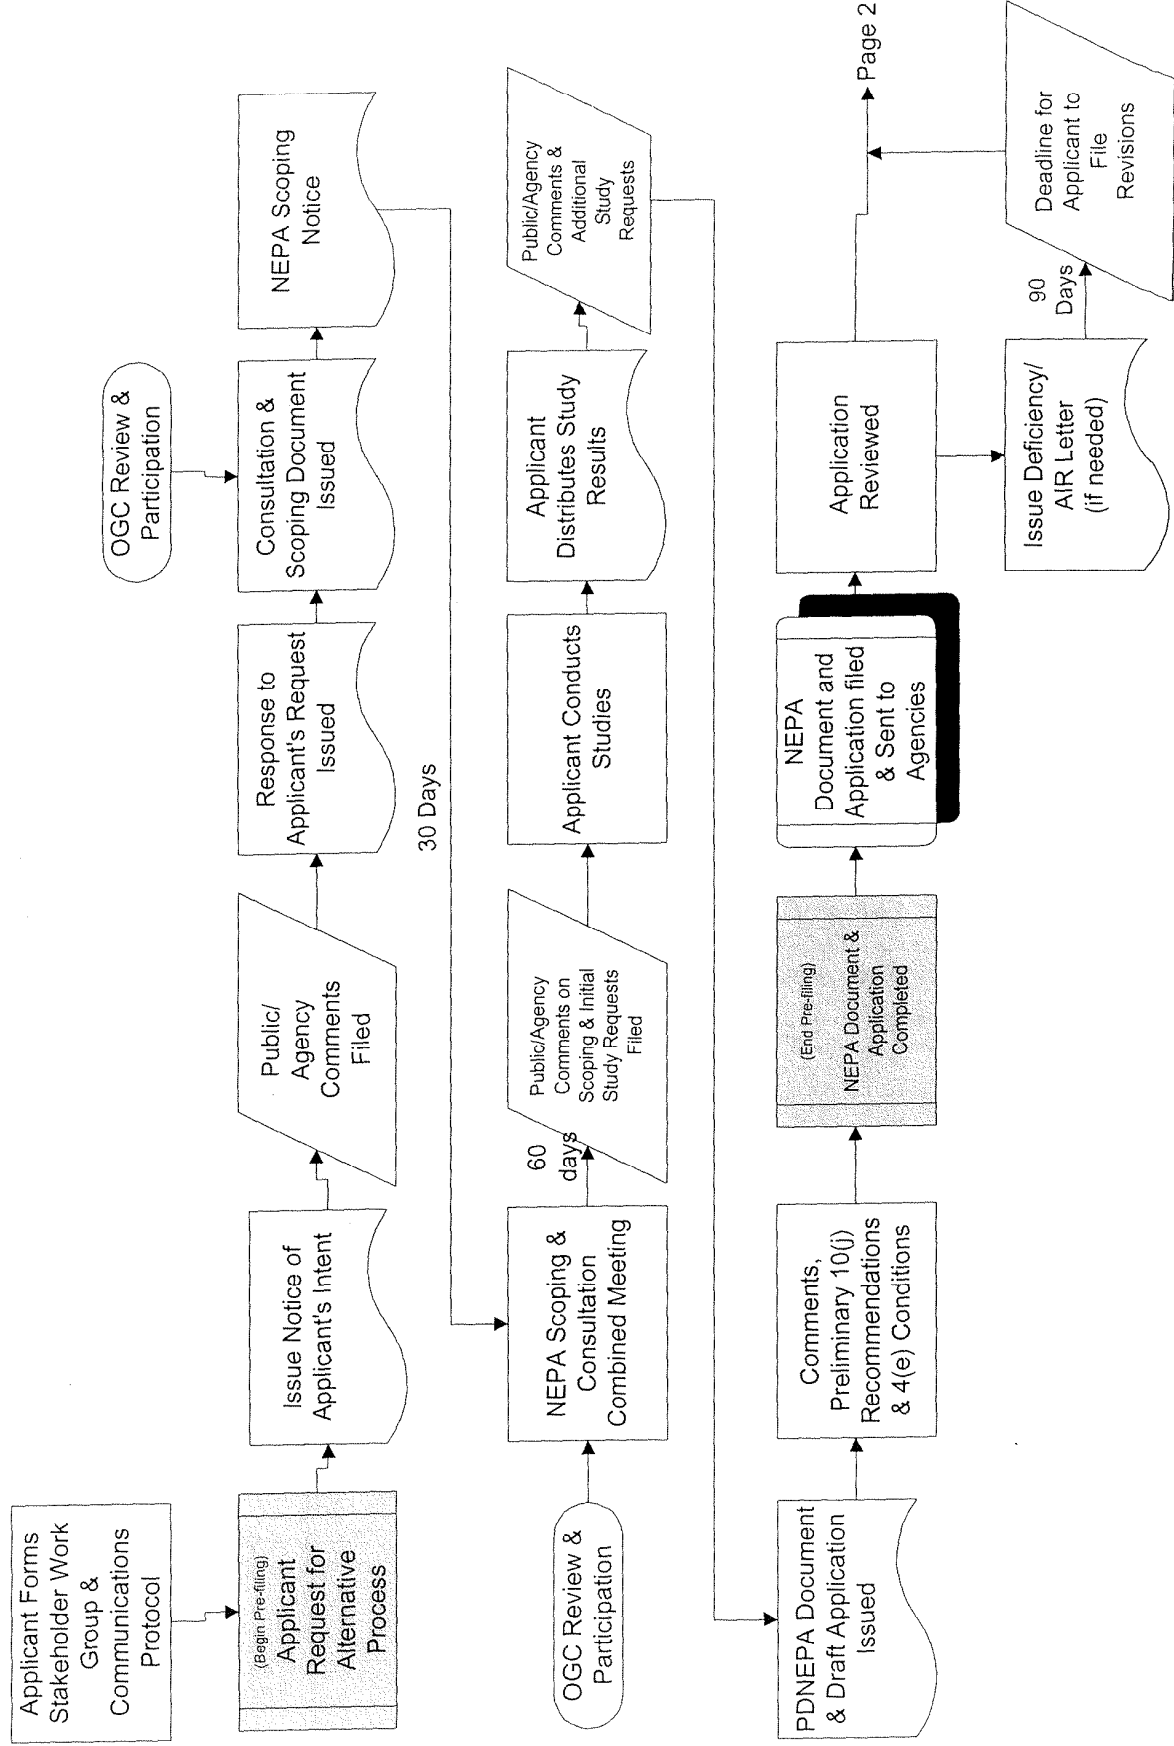 Applicant Forms
Stakeholder Work
Group &
Communications
Protocol
(Begin Pre-filing)
Applicant
Request for
Alternative
Process
Issue Notice of
Applicant's Intent
Public/
Agency
Comments
Filed
Response to
Applicant's Request
Issued
OGC Review &
Participation
Consultation &
Scoping Document
Issued
NEPA Scoping
Notice
30 Days
OGC Review &
Participation
NEPA Scoping &
Consultation
Combined Meeting
60
days
Public/Agency
Comments on
Scoping & Initial
Study Requests
Filed
Applicant Conducts
Studies
Applicant
Distributes Study
Results
Public/Agency
Comments &
Additional
Study
Requests
PDNEPA Document
& Draft Application
Issued
Comments,
Preliminary 10(j)
Recommendations
& 4(e) Conditions
(End Pre-filing)
NEPA Document &
Application
Completed
NEPA
Document and
Application filed
& Sent to
Agencies
Application
Reviewed
Page 2
Issue Deficiency/
AIR Letter
(if needed)
90
Days
Deadline for
Applicant to
File
Revisions